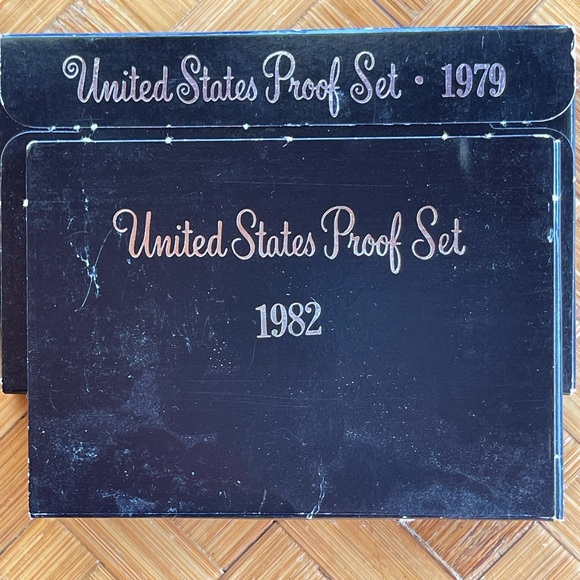 United States Proof Set · 1979
United States Proof Set
1982